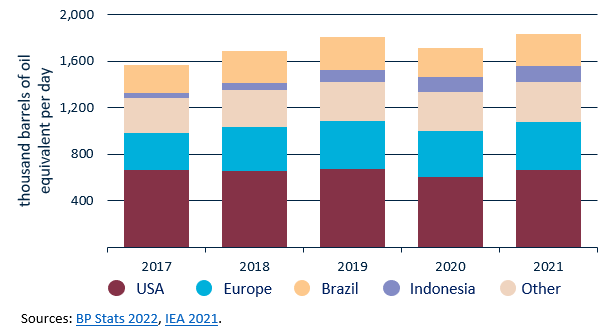 thousand barrels of oil
equivalent per day
2,000
1,600
1,200
800
400
2017 2018 2019 2020 2021
USA Europe Brazil Indonesia Other
Sources: BP Stats 2022, IEA 2021.